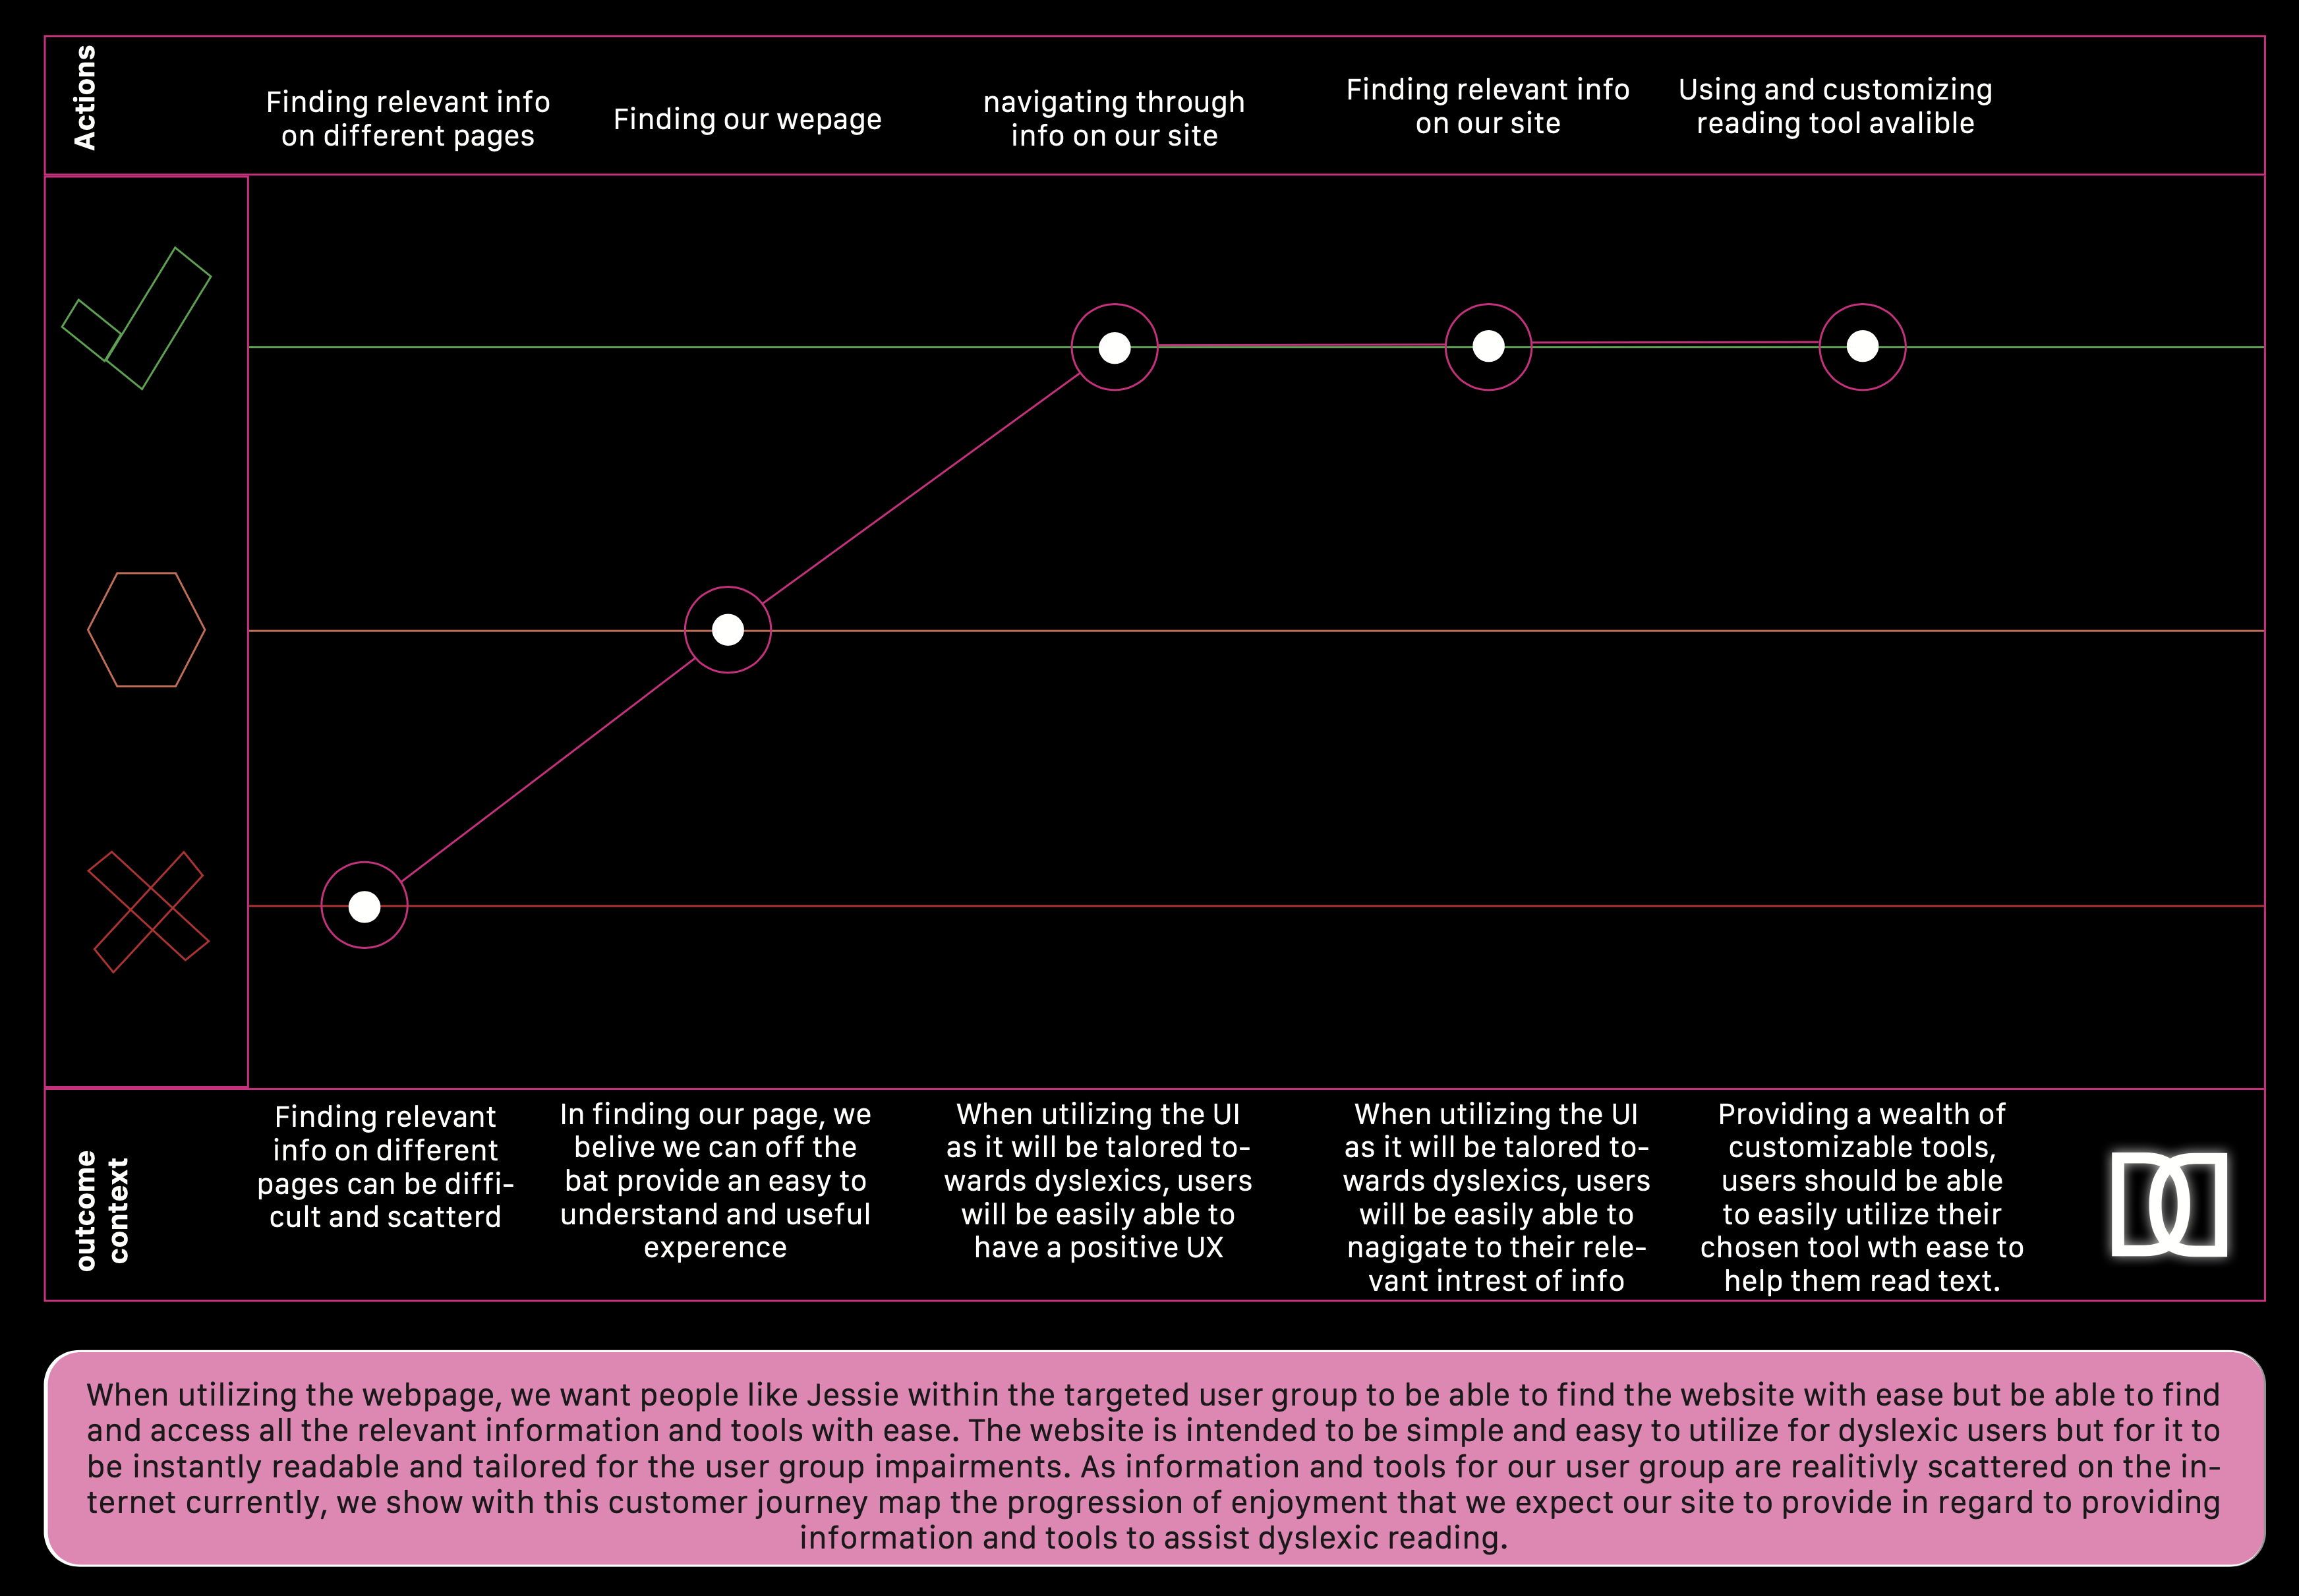 Actions
Finding relevant info
on different pages
Finding our wepage
navigating through
info on our site
Finding relevant info
on our site
Using and customizing
reading tool avalible
outcome
context
Finding relevant
info on different
pages can be diffi-
cult and scatterd
In finding our page, we
belive we can off the
bat provide an easy to
understand and useful
experence
When utilizing the UI
as it will be talored to-
wards dyslexics, users
will be easily able to
have a positive UX
When utilizing the UI
as it will be talored to-
wards dyslexics, users
will be easily able to
nagigate to their rele-
vant intrest of info
Providing a wealth of
customizable tools,
users should be able
to easily utilize their
chosen tool wth ease to
help them read text.
When utilizing the webpage, we want people like Jessie within the targeted user group to be able to find the website with ease but be able to find
and access all the relevant information and tools with ease. The website is intended to be simple and easy to utilize for dyslexic users but for it to
be instantly readable and tailored for the user group impairments. As information and tools for our user group are realitivly scattered on the in-
ternet currently, we show with this customer journey map the progression of enjoyment that we expect our site to provide in regard to providing
information and tools to assist dyslexic reading.